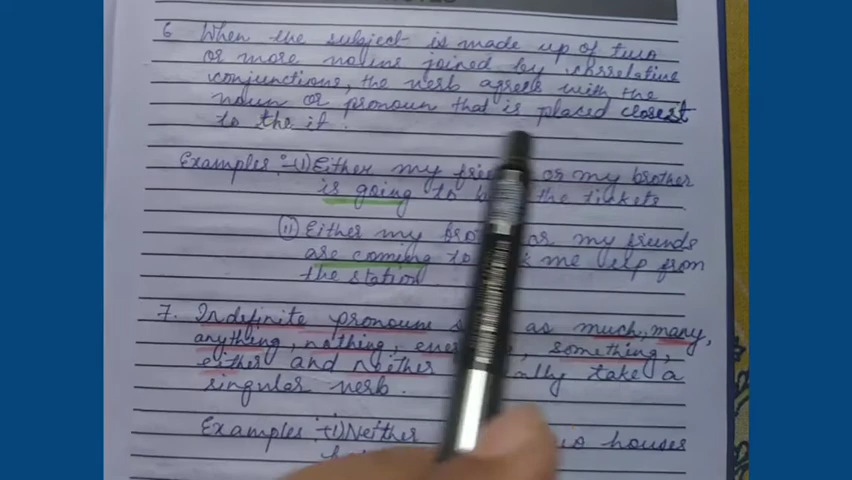 6 When the subject is made up of two
or more nouns joined by correlative
conjunctions, the verb agrees with the
noun or pronoun that is placed closest
to the it.
Examples :- (i) Either my or my brother
is going to the tickets
(ii) Either my or my friends
are coming to me up from
the station
7. Indefinite pronouns as much, many,
anything, nothing, something,
either and neither take a
singular verb.
Examples :- (i) Neither houses